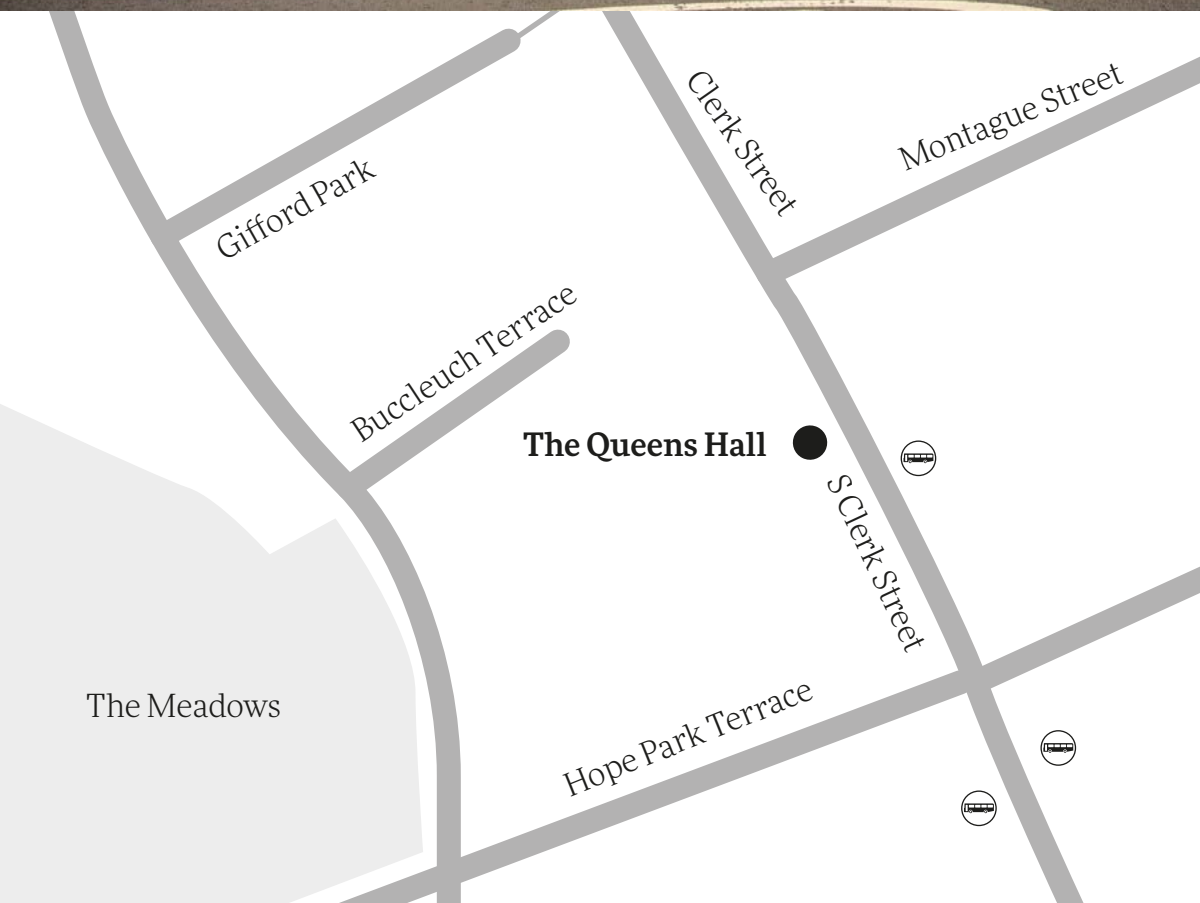 Clerk Street
Montague Street
Gifford Park
Buccleuch Terrace
The Queens Hall
S Clerk Street
The Meadows
Hope Park Terrace